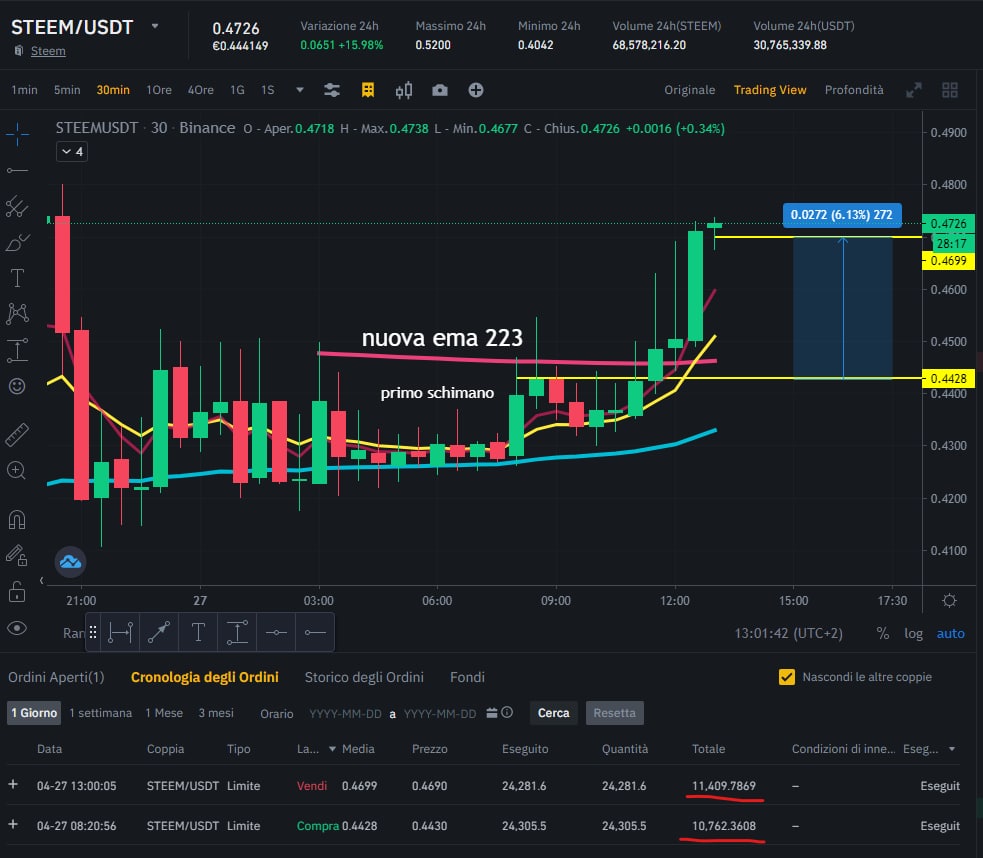 STEEM/USDT
Steem
0.4726
€0.444149
Variazione 24h
0.0651 +15.98%
Massimo 24h
0.5200
Minimo 24h
0.4042
Volume 24h(STEEM)
68,578,216.20
Volume 24h(USDT)
30,765,339.88
1min 5min 30min 1Ore 4Ore 1G 1S
Originale Trading View Profondità
STEEMUSDT · 30 · Binance O - Aper.0.4718 H - Max.0.4738 L - Min.0.4677 C - Chius.0.4726 +0.0016 (+0.34%)
4
0.4900
0.4800
0.0272 (6.13%) 272
0.4726
28:17
0.4699
0.4600
nuova ema 223
0.4500
primo schimano
0.4428
0.4400
0.4300
0.4200
0.4100
21:00 27 03:00 06:00 09:00 12:00 15:00 17:30
Ran
13:01:42 (UTC+2) % log auto
Ordini Aperti(1) Cronologia degli Ordini Storico degli Ordini Fondi
Nascondi le altre coppie
1 Giorno 1 settimana 1 Mese 3 mesi Orario YYYY-MM-DD a YYYY-MM-DD Cerca Resetta
Data Coppia Tipo La... Media Prezzo Eseguito Quantità Totale Condizioni di inne... Eseg...
04-27 13:00:05 STEEM/USDT Limite Vendi 0.4699 0.4690 24,281.6 24,281.6 11,409.7869 – Eseguit
04-27 08:20:56 STEEM/USDT Limite Compra 0.4428 0.4430 24,305.5 24,305.5 10,762.3608 – Eseguit